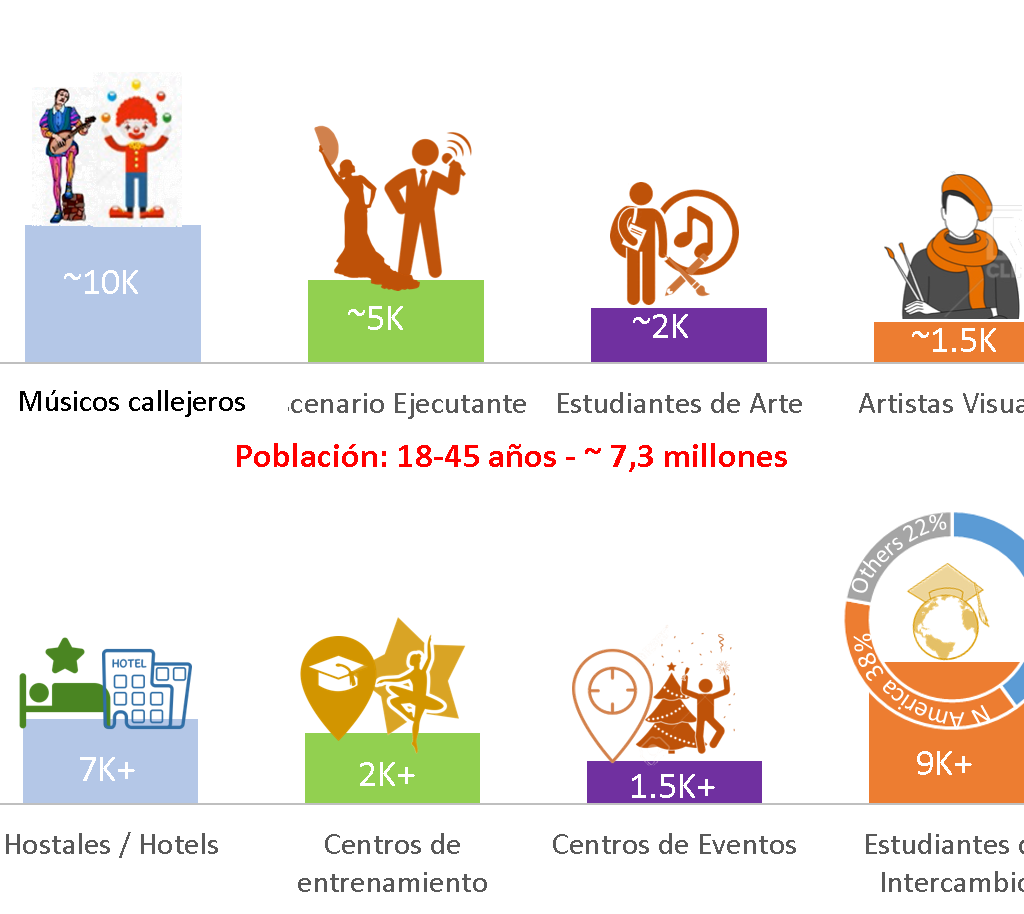 ~10K
~5K
~2K
~1.5K
Músicos callejeros
cenario Ejecutante
Estudiantes de Arte
Artistas Visua
Población: 18-45 años - ~ 7,3 millones
Others 22%
N America 38%
HOTEL
7K+
2K+
1.5K+
9K+
Hostales / Hotels
Centros de
entrenamiento
Centros de Eventos
Estudiantes
Intercambio